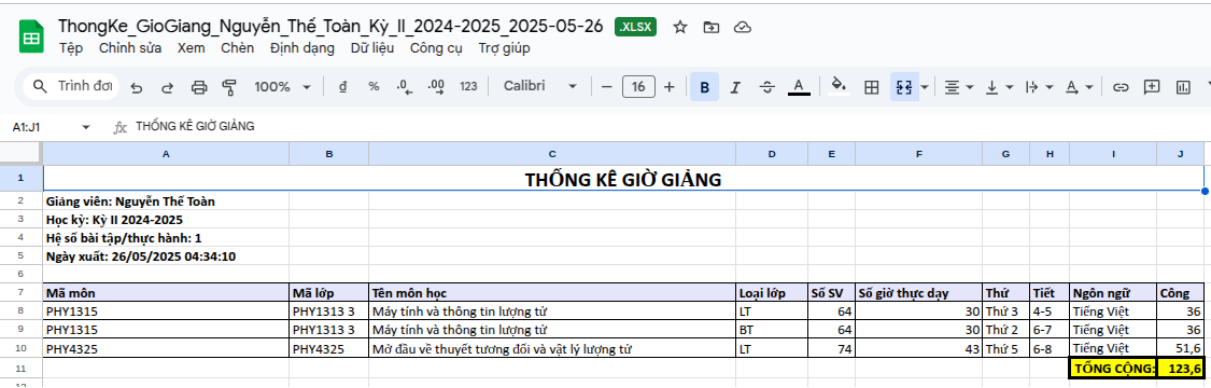 ThongKe_GioGiang_Nguyễn_Thế_Toàn_Kỳ_II_2024-2025_2025-05-26 .XLSX
Tệp Chỉnh sửa Xem Chèn Định dạng Dữ liệu Công cụ Trợ giúp
Trình đơn 100% đ % .0 .00 123 Calibri 16 B I S A
A1:J1 fx THỐNG KÊ GIỜ GIẢNG
A B C D E F G H I J
1 THỐNG KÊ GIỜ GIẢNG
2 Giảng viên: Nguyễn Thế Toàn
3 Học kỳ: Kỳ II 2024-2025
4 Hệ số bài tập/thực hành: 1
5 Ngày xuất: 26/05/2025 04:34:10
6
7 Mã môn Mã lớp Tên môn học Loại lớp Số SV Số giờ thực dạy Thứ Tiết Ngôn ngữ Công
8 PHY1315 PHY1313 3 Máy tính và thông tin lượng tử LT 64 30 Thứ 3 4-5 Tiếng Việt 36
9 PHY1315 PHY1313 3 Máy tính và thông tin lượng tử BT 64 30 Thứ 2 6-7 Tiếng Việt 36
10 PHY4325 PHY4325 Mở đầu về thuyết tương đối và vật lý lượng tử LT 74 43 Thứ 5 6-8 Tiếng Việt 51,6
11 TỔNG CỘNG: 123,6
12